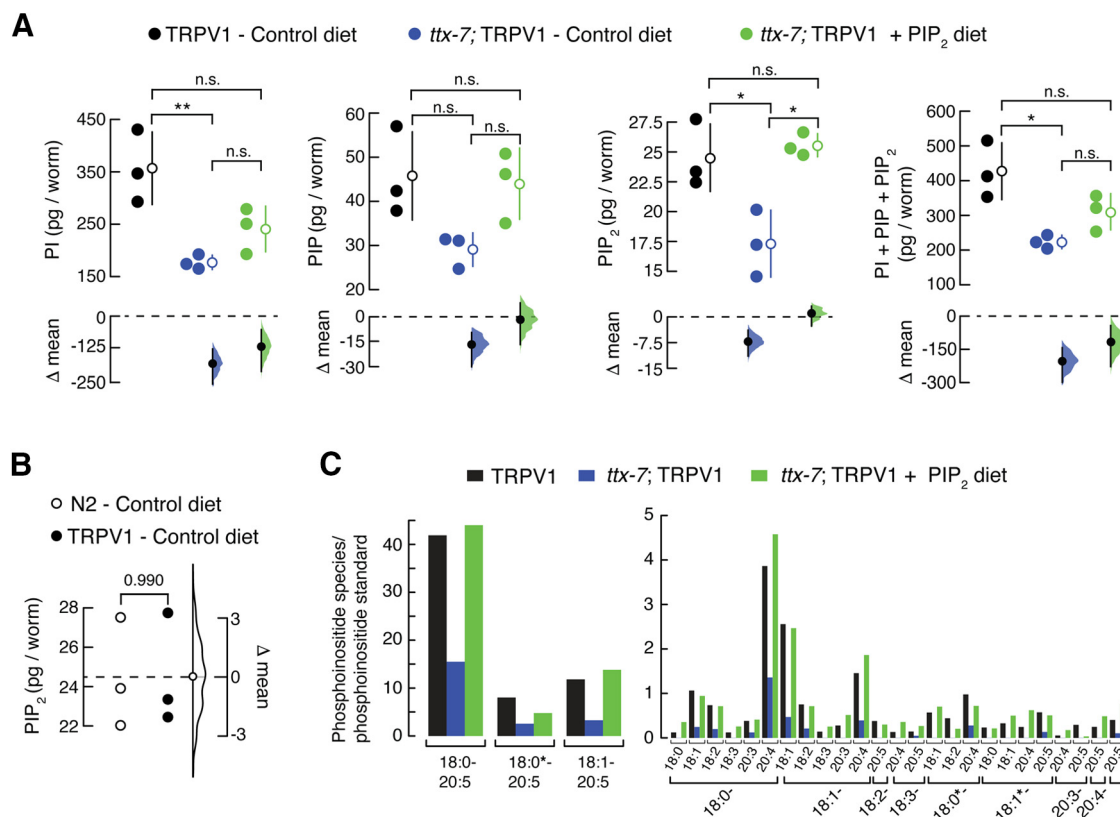 A
TRPV1 - Control diet
ttx-7; TRPV1 - Control diet
ttx-7; TRPV1 + PIP2 diet
n.s.
**
n.s.
PI (pg / worm)
450
350
250
150
Δ mean
0
-125
-250
n.s.
n.s.
n.s.
PIP (pg / worm)
60
50
40
30
20
Δ mean
0
-15
-30
n.s.
*
*
PIP2 (pg / worm)
27.5
25
22.5
20
17.5
15
Δ mean
0
-7.5
-15
n.s.
*
n.s.
PI + PIP + PIP2
(pg / worm)
600
500
400
300
200
100
Δ mean
0
-150
-300
B
N2 - Control diet
TRPV1 - Control diet
0.990
PIP2 (pg / worm)
28
26
24
22
3
0
-3
Δ mean
C
TRPV1
ttx-7; TRPV1
ttx-7; TRPV1 + PIP2 diet
Phosphoinositide species/
phosphoinositide standard
40
30
20
10
0
18:0-
20:5
18:0*-
20:5
18:1-
20:5
5
4
3
2
1
0
18:0 18:1 18:2 18:3 20:3 20:4 18:1 18:2 18:3 20:3 20:4 20:5 20:4 20:5 18:1 18:2 20:4 18:0 18:1 20:4 20:5 20:4 20:5 20:5 20:5
18:0- 18:1- 18:2- 18:3- 18:0*- 18:1*- 20:3- 20:4-